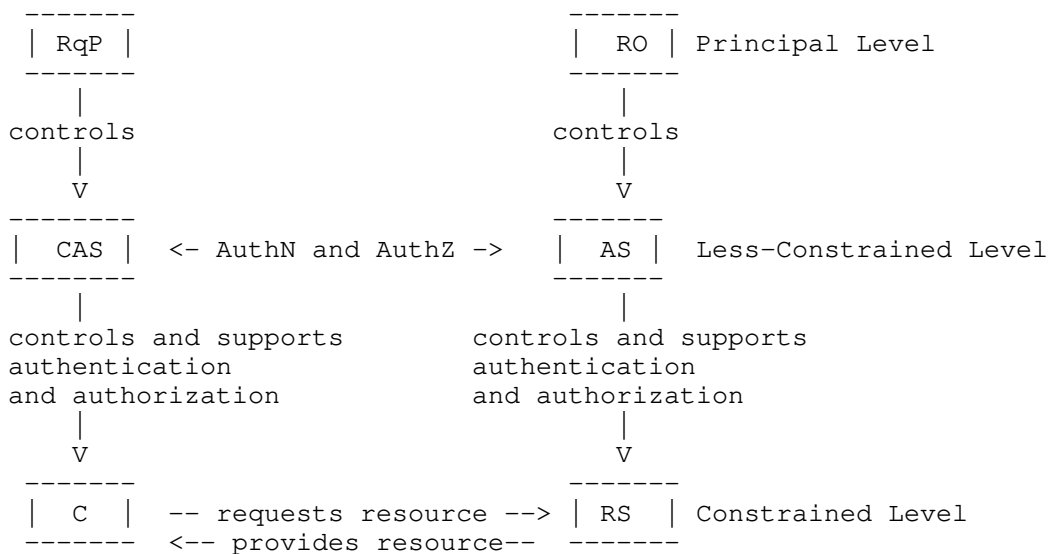 -------                                -------
 | RqP |                                |  RO | Principal Level
 -------                                -------
    |                                      |
controls                              controls
    |                                      |
    V                                      V
--------                              -------
|  CAS |  <- AuthN and AuthZ ->       |  AS |  Less-Constrained Level
--------                              -------
    |                                      |
controls and supports            controls and supports
authentication                   authentication
and authorization                and authorization
    |                                      |
    V                                      V
 -------                                -------
 |  C  |  -- requests resource -->      | RS  | Constrained Level
 -------  <-- provides resource--       -------